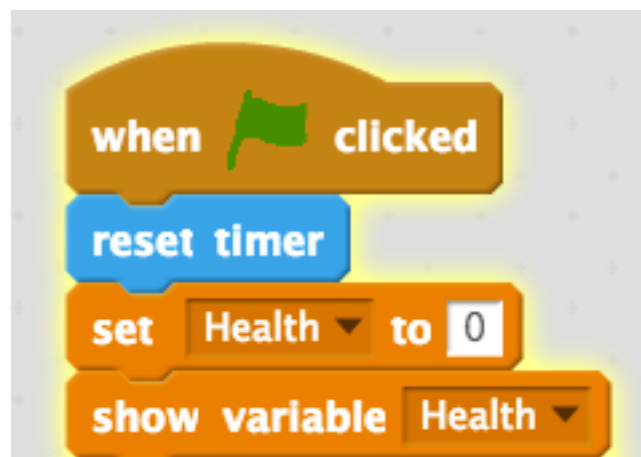 when clicked
reset timer
set Health to 0
show variable Health